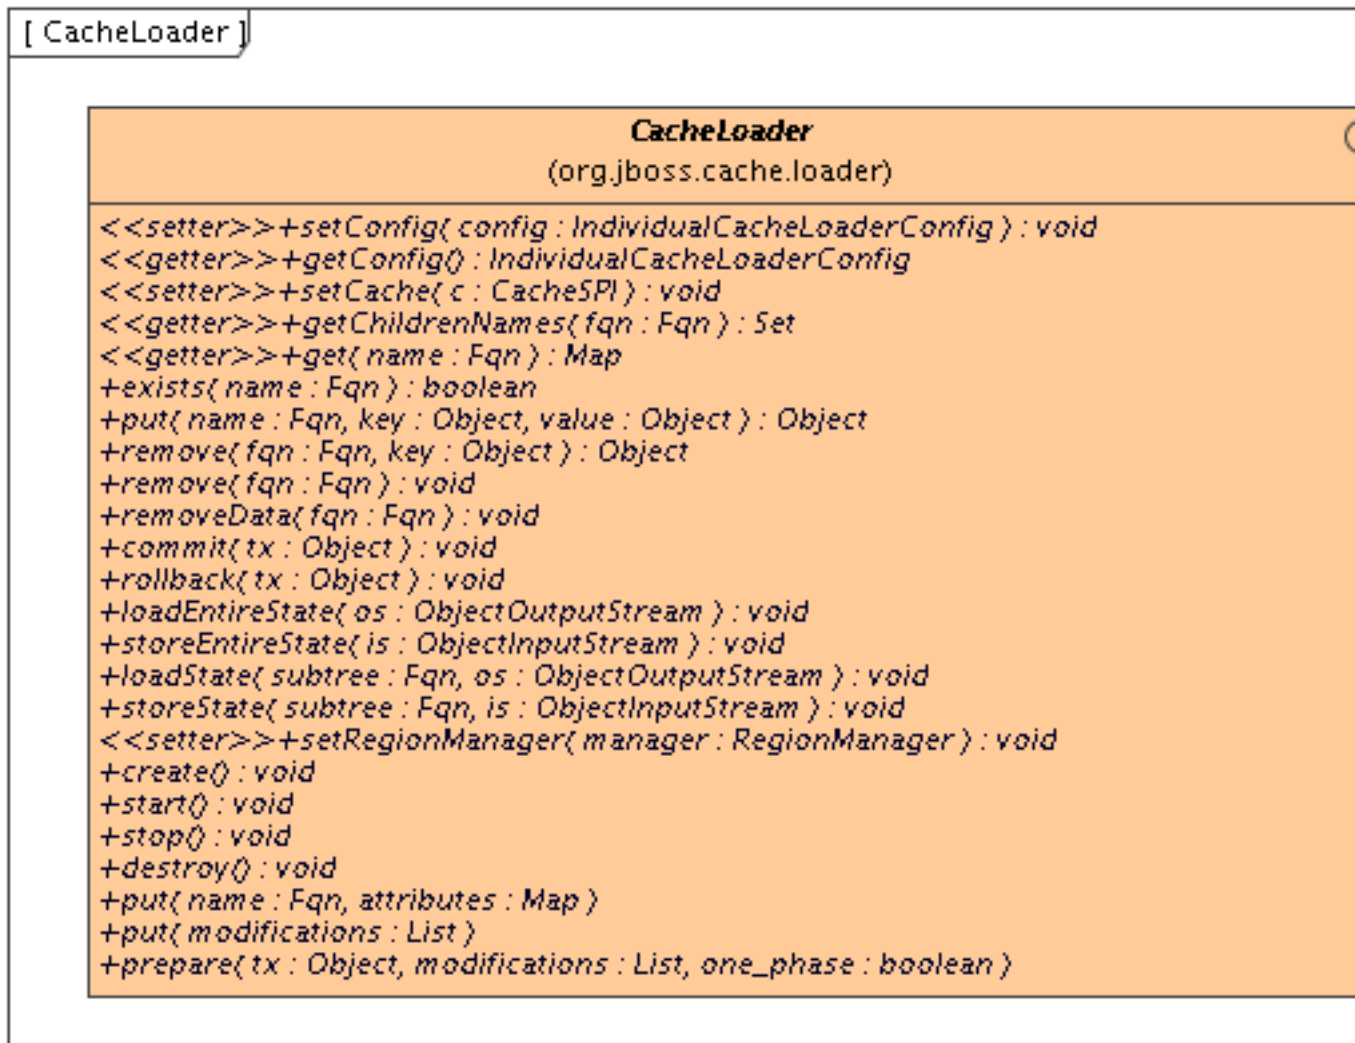 [ CacheLoader ]
CacheLoader
(org.jboss.cache.loader)
<<setter>>+setConfig( config : IndividualCacheLoaderConfig ) : void
<<getter>>+getConfig() : IndividualCacheLoaderConfig
<<setter>>+setCache( c : CacheSPI ) : void
<<getter>>+getChildrenNames( fqn : Fqn ) : Set
<<getter>>+get( name : Fqn ) : Map
+exists( name : Fqn ) : boolean
+put( name : Fqn, key : Object, value : Object ) : Object
+remove( fqn : Fqn, key : Object ) : Object
+remove( fqn : Fqn ) : void
+removeData( fqn : Fqn ) : void
+commit( tx : Object ) : void
+rollback( tx : Object ) : void
+loadEntireState( os : ObjectOutputStream ) : void
+storeEntireState( is : ObjectInputStream ) : void
+loadState( subtree : Fqn, os : ObjectOutputStream ) : void
+storeState( subtree : Fqn, is : ObjectInputStream ) : void
<<setter>>+setRegionManager( manager : RegionManager ) : void
+create() : void
+start() : void
+stop() : void
+destroy() : void
+put( name : Fqn, attributes : Map )
+put( modifications : List )
+prepare( tx : Object, modifications : List, one_phase : boolean )